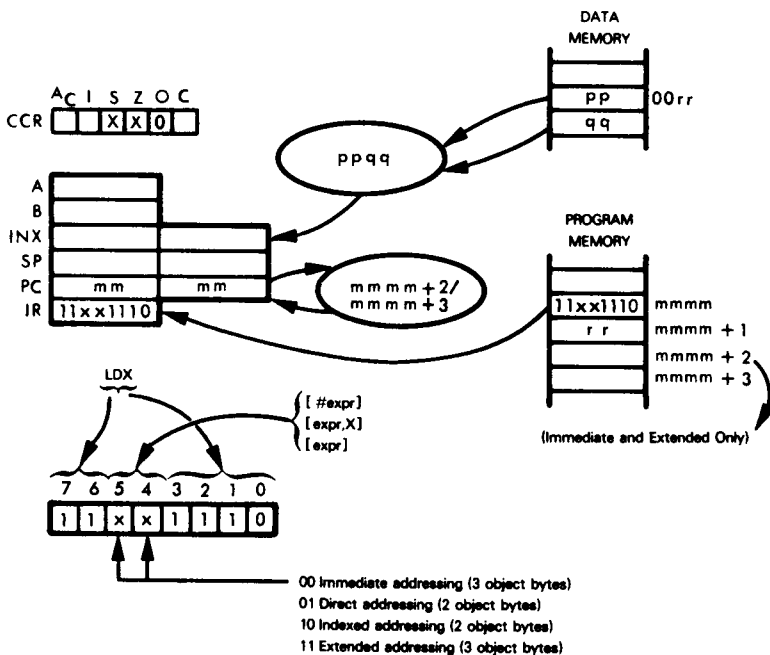 DATA
MEMORY
A_C I S Z O C
CCR X X 0
pp 00rr
qq
ppqq
A
B
INX
SP
PC mm mm
IR 11xx1110
mmmm+2/
mmmm+3
PROGRAM
MEMORY
11xx1110 mmmm
rr mmmm + 1
mmmm + 2
mmmm + 3
(Immediate and Extended Only)
LDX
[ #expr]
[expr,X]
[expr]
7 6 5 4 3 2 1 0
1 1 x x 1 1 1 0
00 Immediate addressing (3 object bytes)
01 Direct addressing (2 object bytes)
10 Indexed addressing (2 object bytes)
11 Extended addressing (3 object bytes)